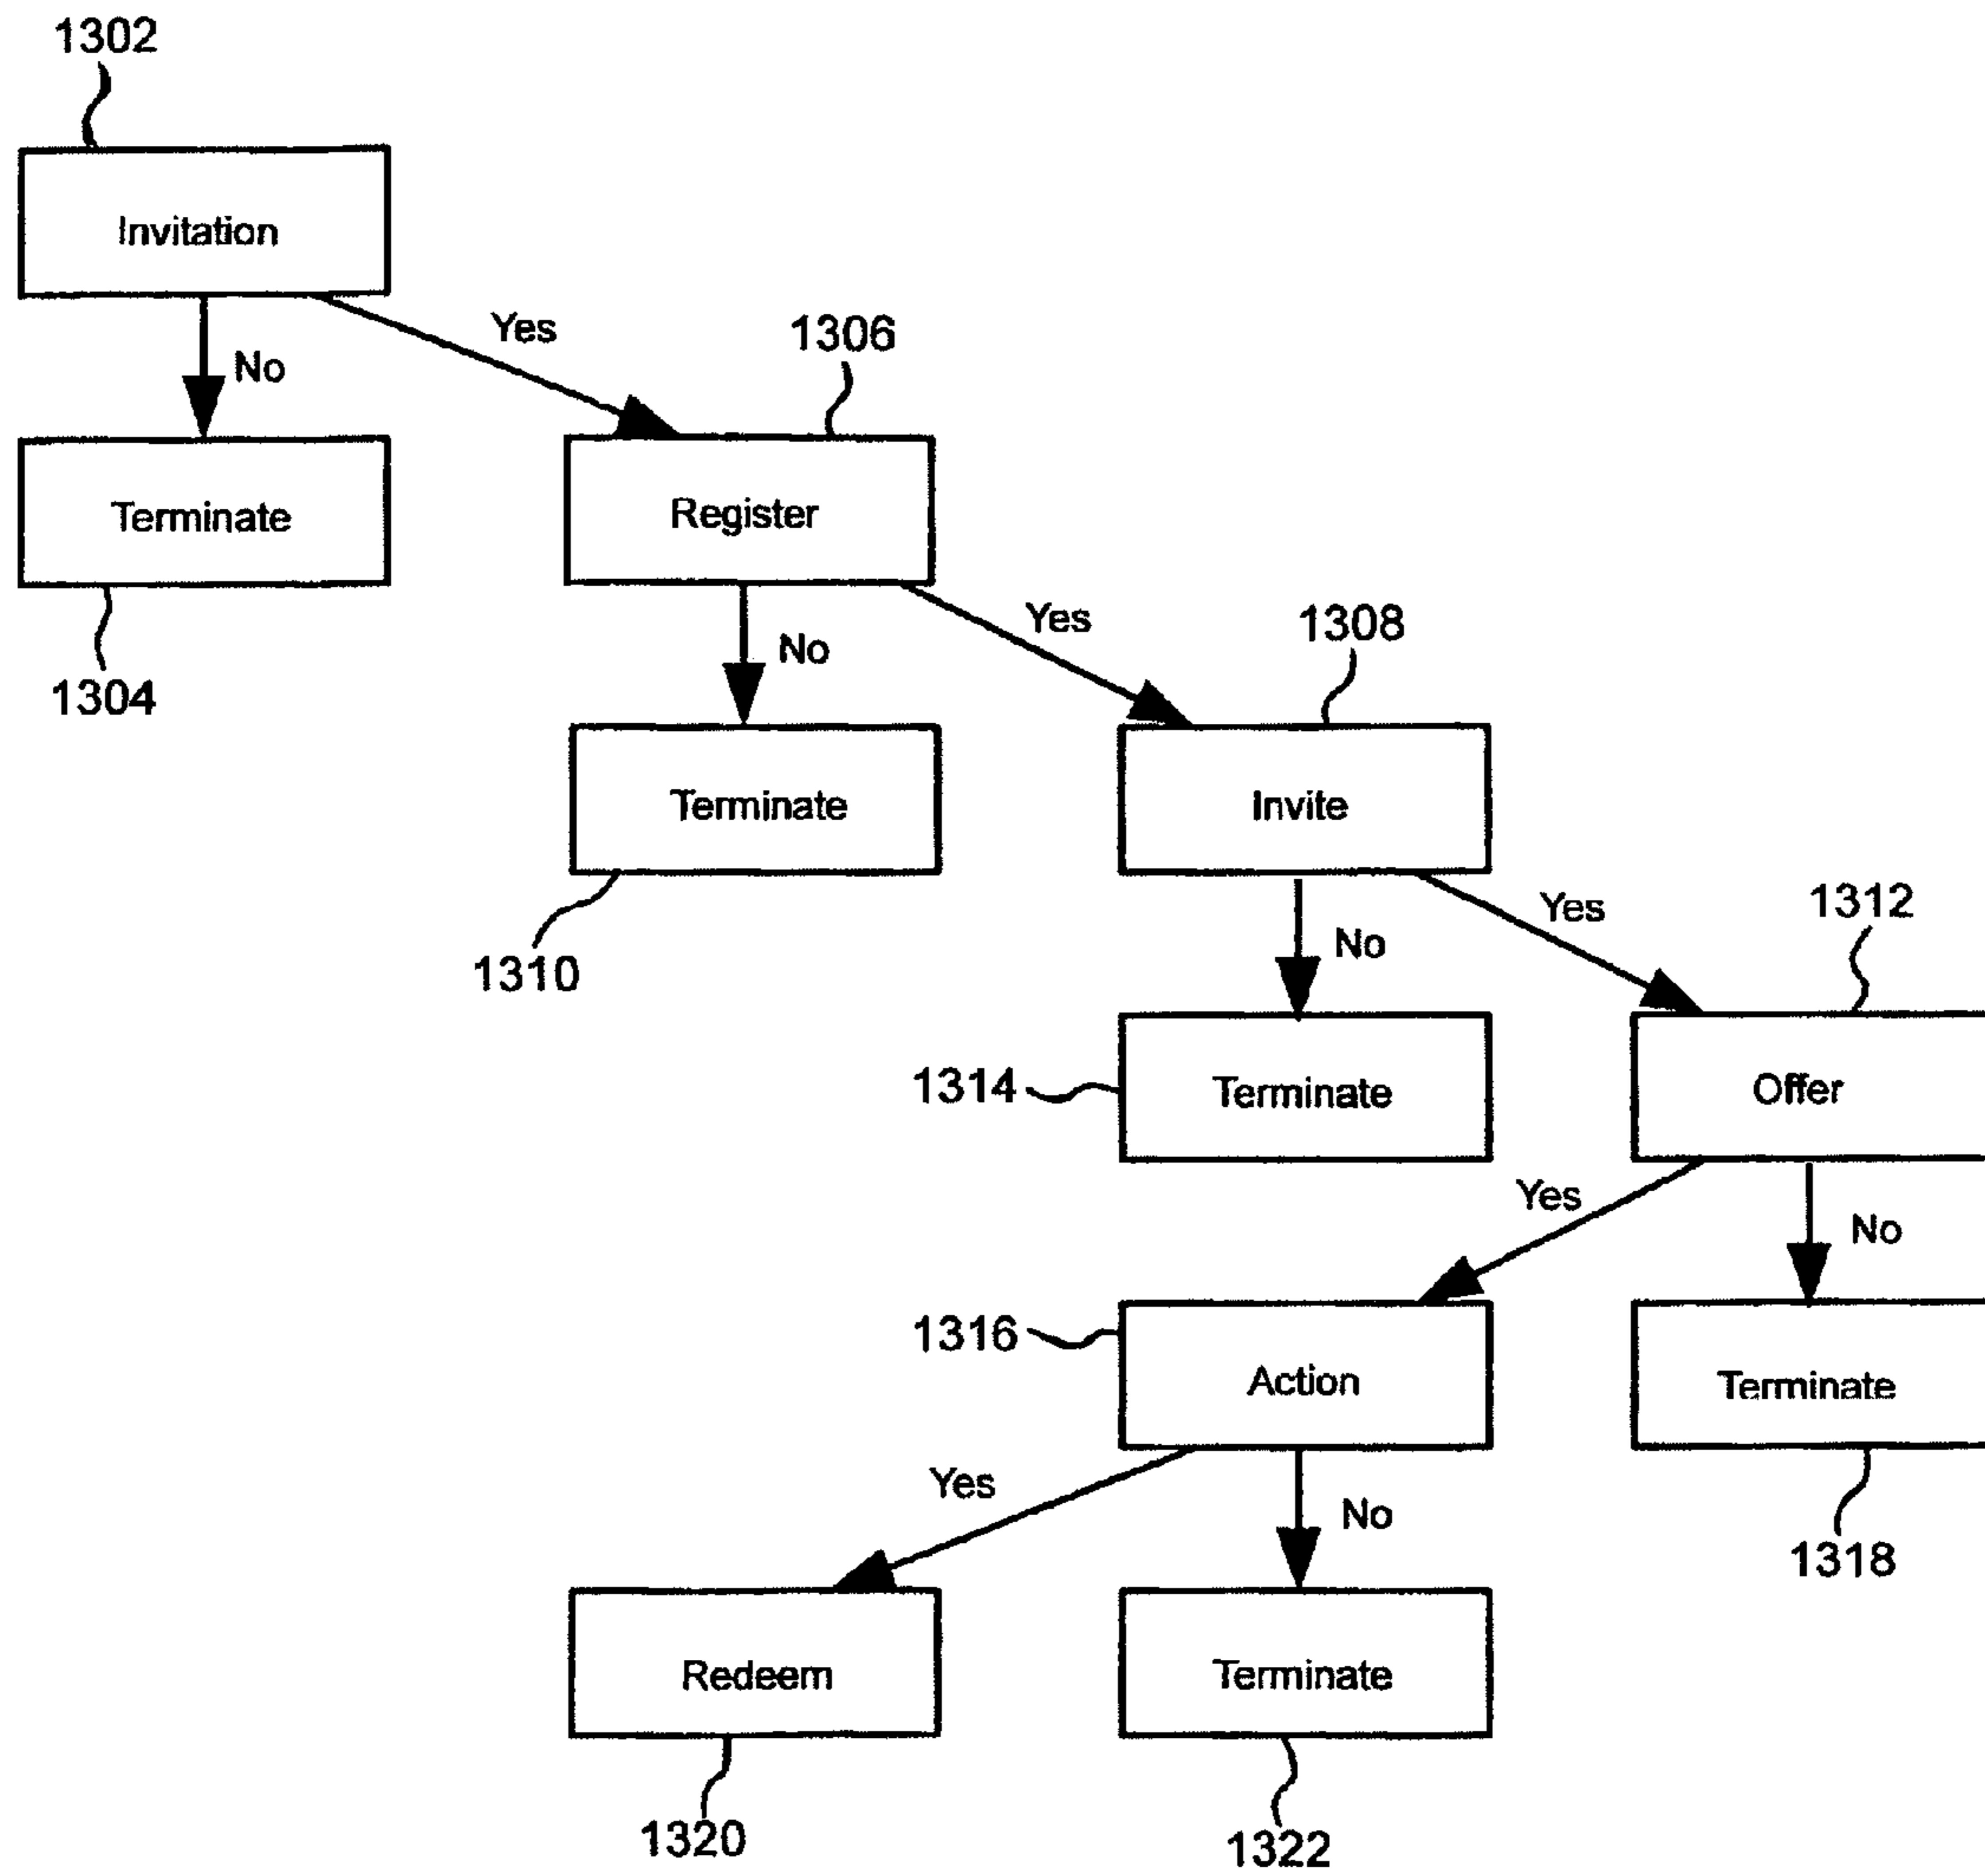 1302
Invitation
Yes
1306
No
Terminate
Register
Yes
1308
No
1304
Terminate
Invite
Yes
1312
No
1310
1314
Terminate
Offer
Yes
No
1316
Action
Terminate
Yes
No
1318
Redeem
Terminate
1320
1322